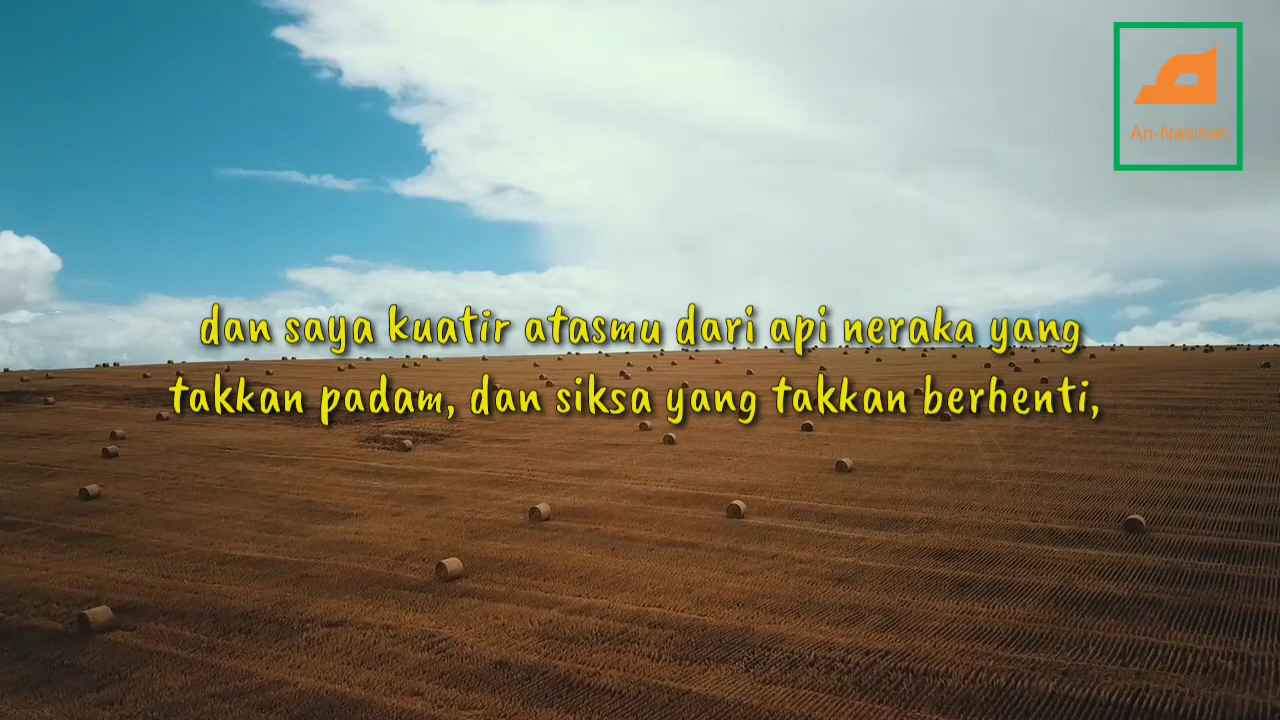 An-Nasihah
dan saya kuatir atasmu dari api neraka yang
takkan padam, dan siksa yang takkan berhenti,